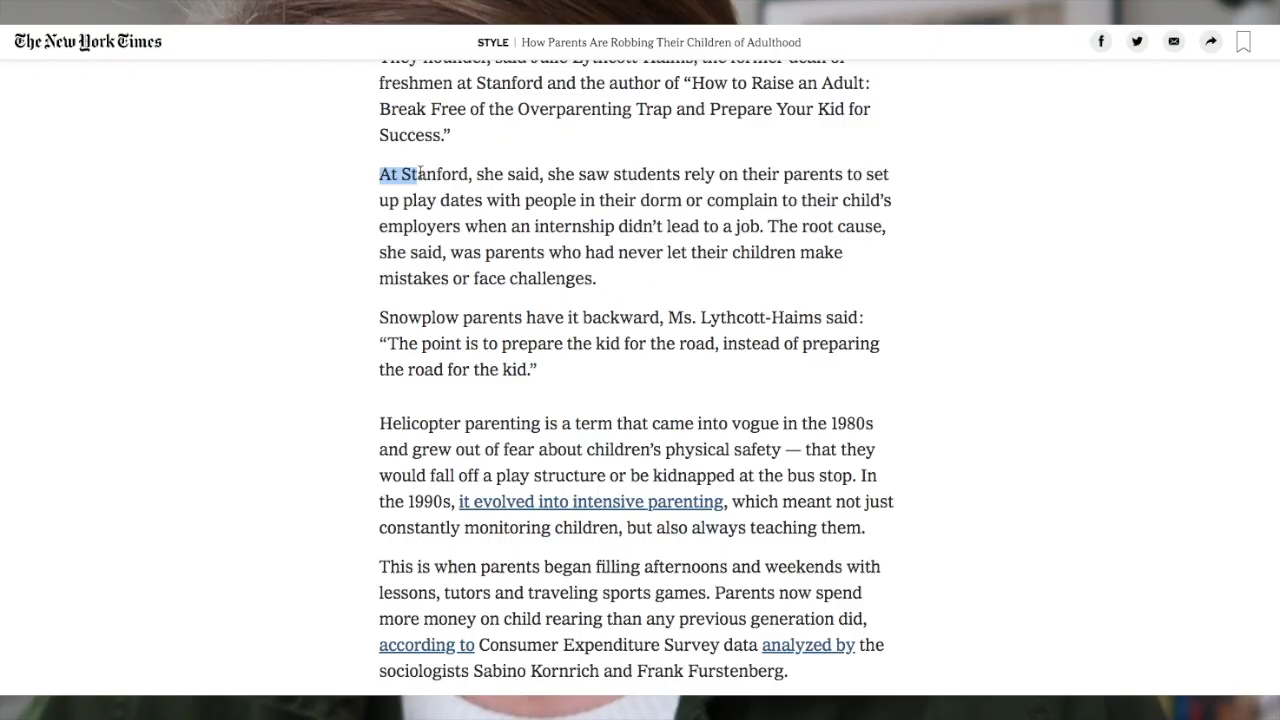 The New York Times
STYLE | How Parents Are Robbing Their Children of Adulthood
They flounder, said Julie Lythcott-Haims, the former dean of
freshmen at Stanford and the author of “How to Raise an Adult:
Break Free of the Overparenting Trap and Prepare Your Kid for
Success.”
At Stanford, she said, she saw students rely on their parents to set
up play dates with people in their dorm or complain to their child’s
employers when an internship didn’t lead to a job. The root cause,
she said, was parents who had never let their children make
mistakes or face challenges.
Snowplow parents have it backward, Ms. Lythcott-Haims said:
“The point is to prepare the kid for the road, instead of preparing
the road for the kid.”
Helicopter parenting is a term that came into vogue in the 1980s
and grew out of fear about children’s physical safety — that they
would fall off a play structure or be kidnapped at the bus stop. In
the 1990s, it evolved into intensive parenting, which meant not just
constantly monitoring children, but also always teaching them.
This is when parents began filling afternoons and weekends with
lessons, tutors and traveling sports games. Parents now spend
more money on child rearing than any previous generation did,
according to Consumer Expenditure Survey data analyzed by the
sociologists Sabino Kornrich and Frank Furstenberg.